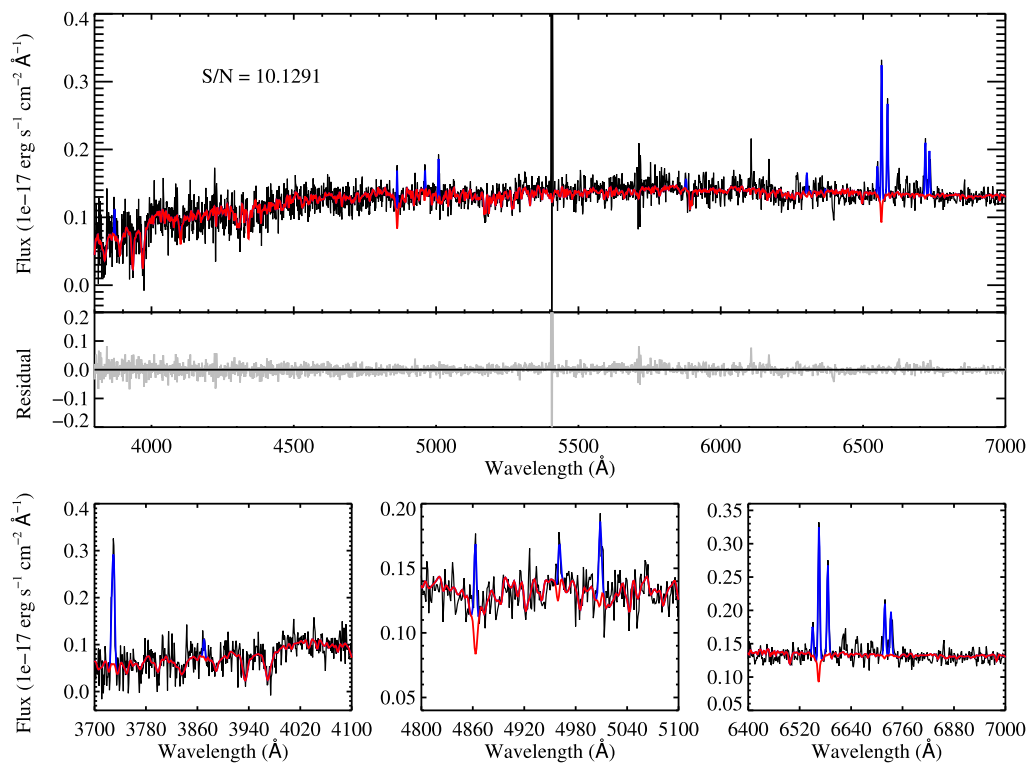 0.4
0.3
0.2
0.1
0.0
Flux (1e−17 erg s⁻¹ cm⁻² Å⁻¹)
S/N = 10.1291
0.2
0.1
0.0
−0.1
−0.2
Residual
4000 4500 5000 5500 6000 6500 7000
Wavelength (Å)
0.4
0.3
0.2
0.1
0.0
Flux (1e−17 erg s⁻¹ cm⁻² Å⁻¹)
3700 3780 3860 3940 4020 4100
Wavelength (Å)
0.20
0.15
0.10
0.05
4800 4860 4920 4980 5040 5100
Wavelength (Å)
0.35
0.30
0.25
0.20
0.15
0.10
0.05
6400 6520 6640 6760 6880 7000
Wavelength (Å)